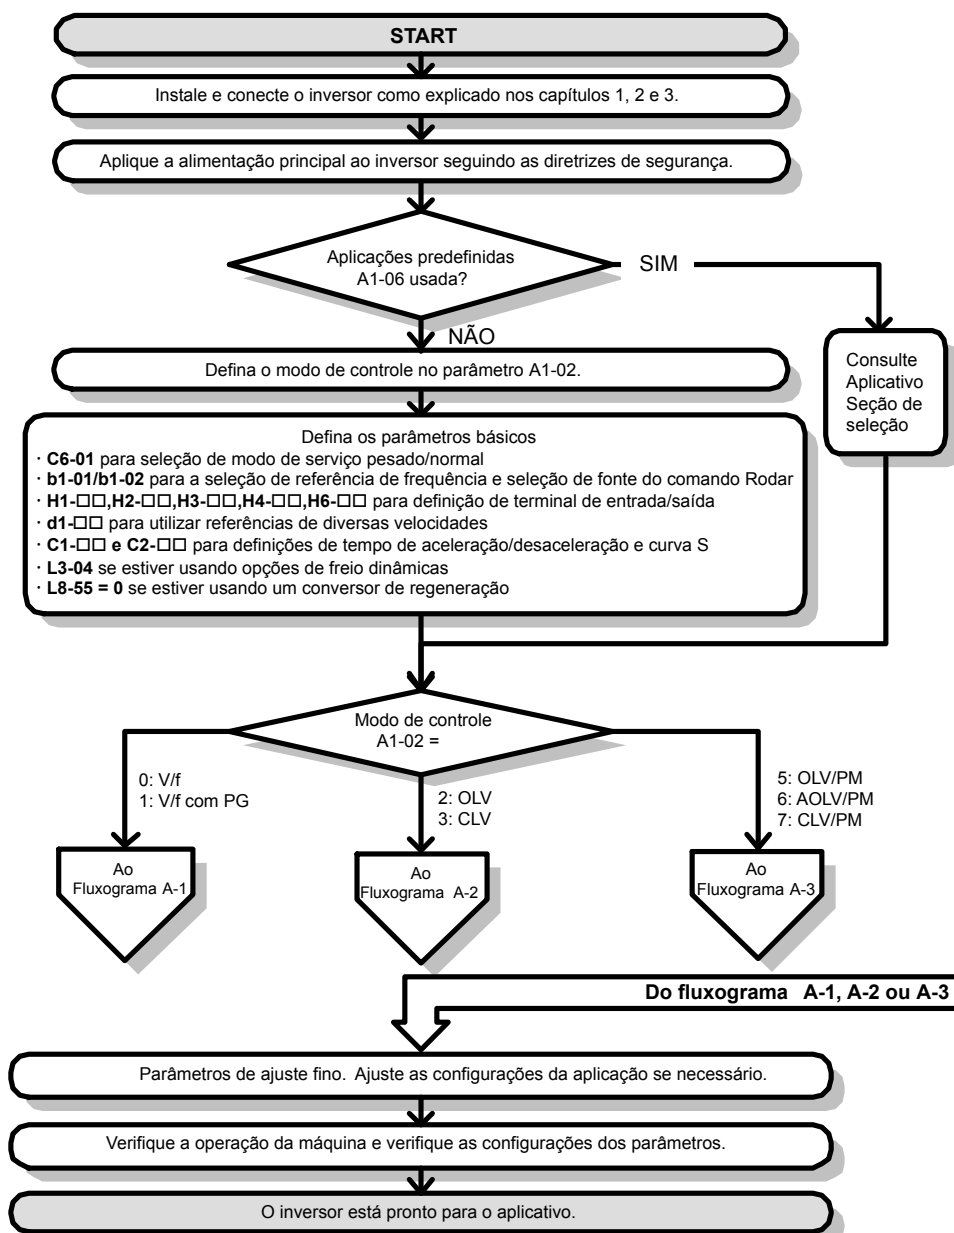 START
Instale e conecte o inversor como explicado nos capítulos 1, 2 e 3.
Aplique a alimentação principal ao inversor seguindo as diretrizes de segurança.
Aplicações predefinidas
A1-06 usada?
SIM
NÃO
Consulte
Aplicativo
Seção de
seleção
Defina o modo de controle no parâmetro A1-02.
Defina os parâmetros básicos
· C6-01 para seleção de modo de serviço pesado/normal
· b1-01/b1-02 para a seleção de referência de frequência e seleção de fonte do comando Rodar
· H1-□□,H2-□□,H3-□□,H4-□□,H6-□□ para definição de terminal de entrada/saída
· d1-□□ para utilizar referências de diversas velocidades
· C1-□□ e C2-□□ para definições de tempo de aceleração/desaceleração e curva S
· L3-04 se estiver usando opções de freio dinâmicas
· L8-55 = 0 se estiver usando um conversor de regeneração
Modo de controle
A1-02 =
0: V/f
1: V/f com PG
2: OLV
3: CLV
5: OLV/PM
6: AOLV/PM
7: CLV/PM
Ao
Fluxograma A-1
Ao
Fluxograma A-2
Ao
Fluxograma A-3
Do fluxograma A-1, A-2 ou A-3
Parâmetros de ajuste fino. Ajuste as configurações da aplicação se necessário.
Verifique a operação da máquina e verifique as configurações dos parâmetros.
O inversor está pronto para o aplicativo.